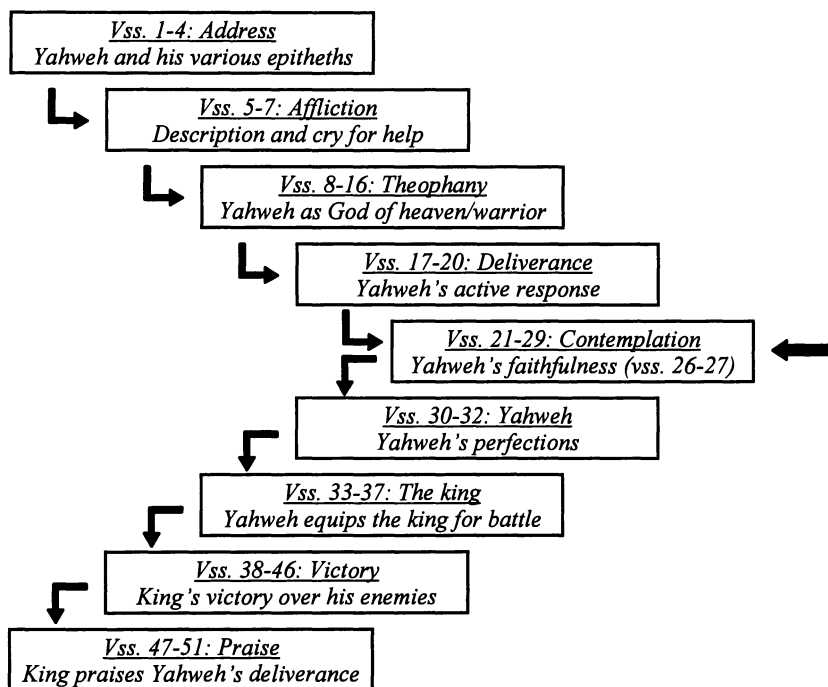 Vss. 1-4: Address
Yahweh and his various epitheths
Vss. 5-7: Affliction
Description and cry for help
Vss. 8-16: Theophany
Yahweh as God of heaven/warrior
Vss. 17-20: Deliverance
Yahweh's active response
Vss. 21-29: Contemplation
Yahweh's faithfulness (vss. 26-27)
Vss. 30-32: Yahweh
Yahweh's perfections
Vss. 33-37: The king
Yahweh equips the king for battle
Vss. 38-46: Victory
King's victory over his enemies
Vss. 47-51: Praise
King praises Yahweh's deliverance